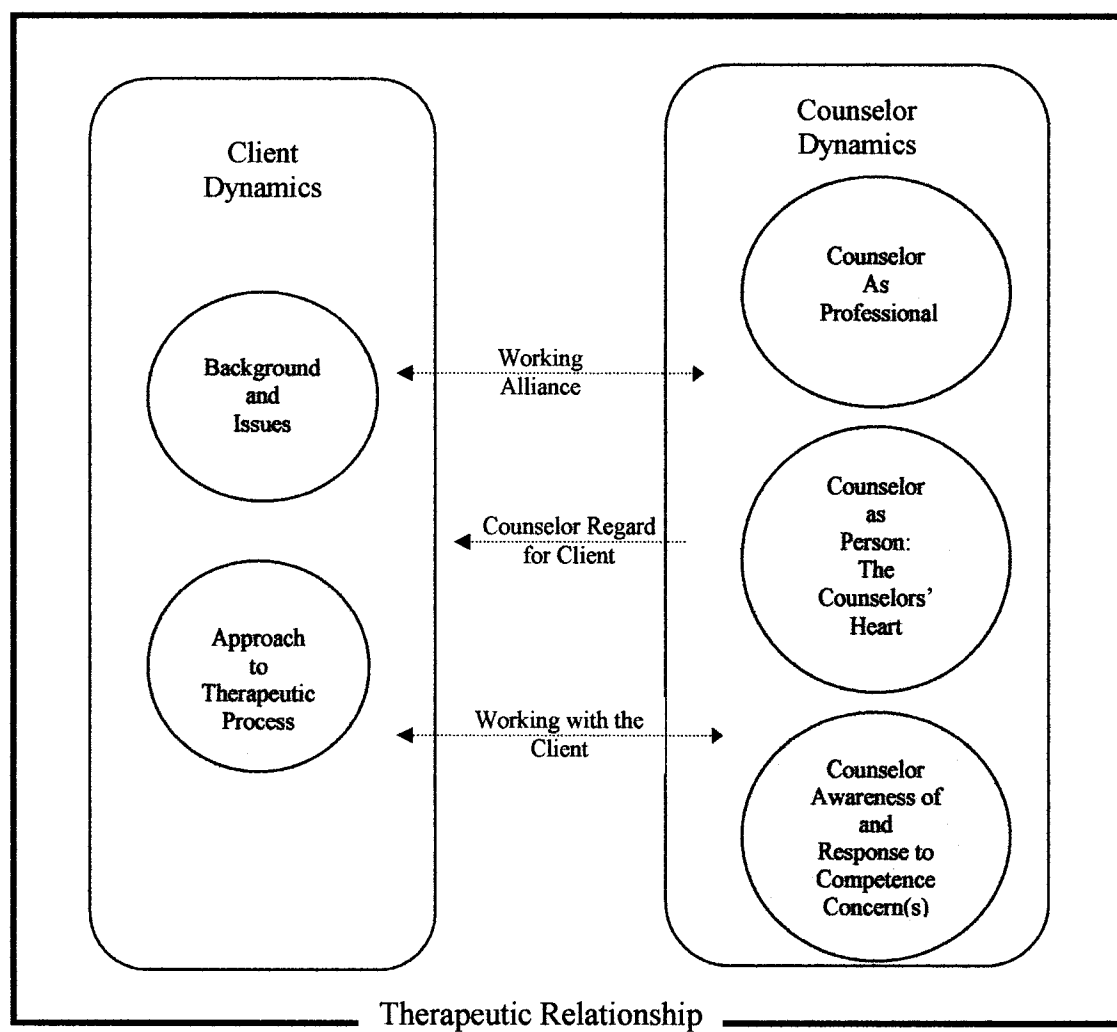 Client
Dynamics
Background
and
Issues
Approach
to
Therapeutic
Process
Working
Alliance
Counselor Regard
for Client
Working with the
Client
Counselor
Dynamics
Counselor
As
Professional
Counselor
as
Person:
The
Counselors'
Heart
Counselor
Awareness of
and
Response to
Competence
Concern(s)
Therapeutic Relationship